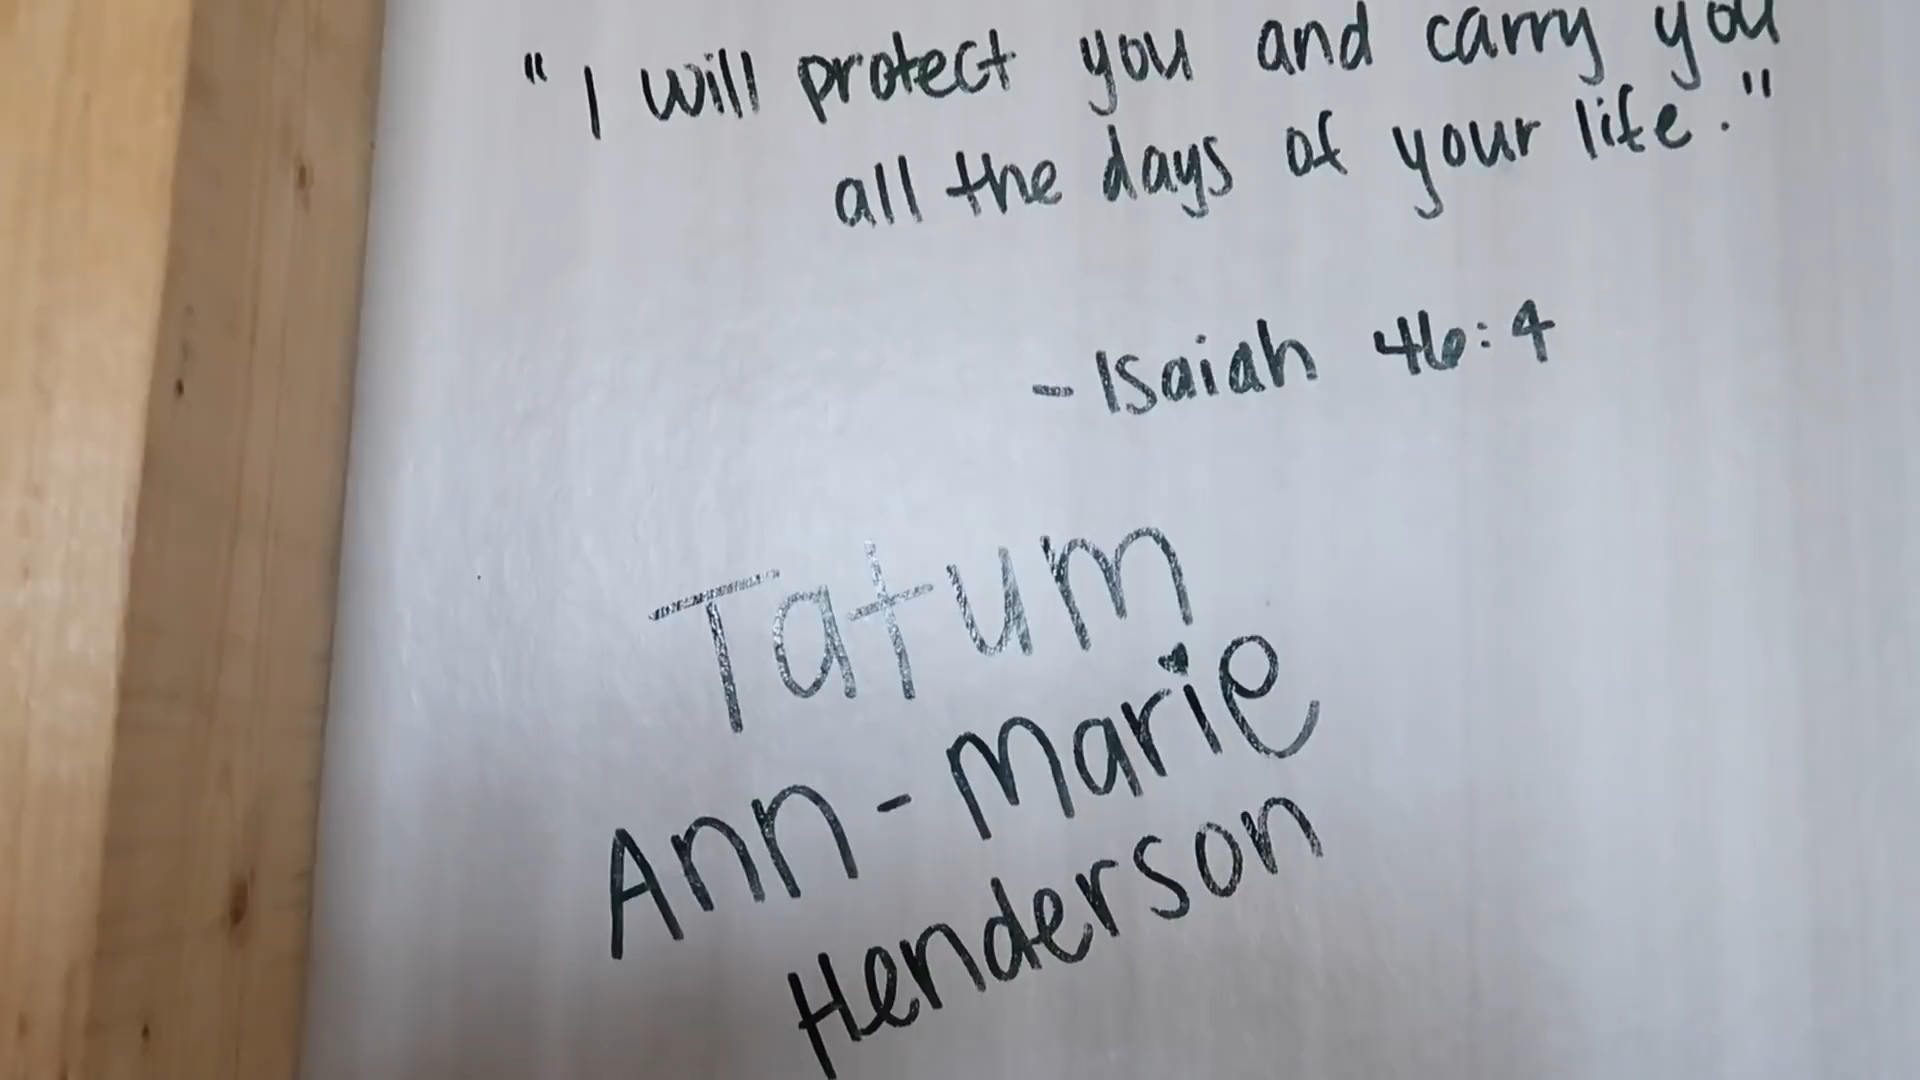 "I will protect you and carry you
all the days of your life."
- Isaiah 46:4
Tatum
Ann-Marie
Henderson